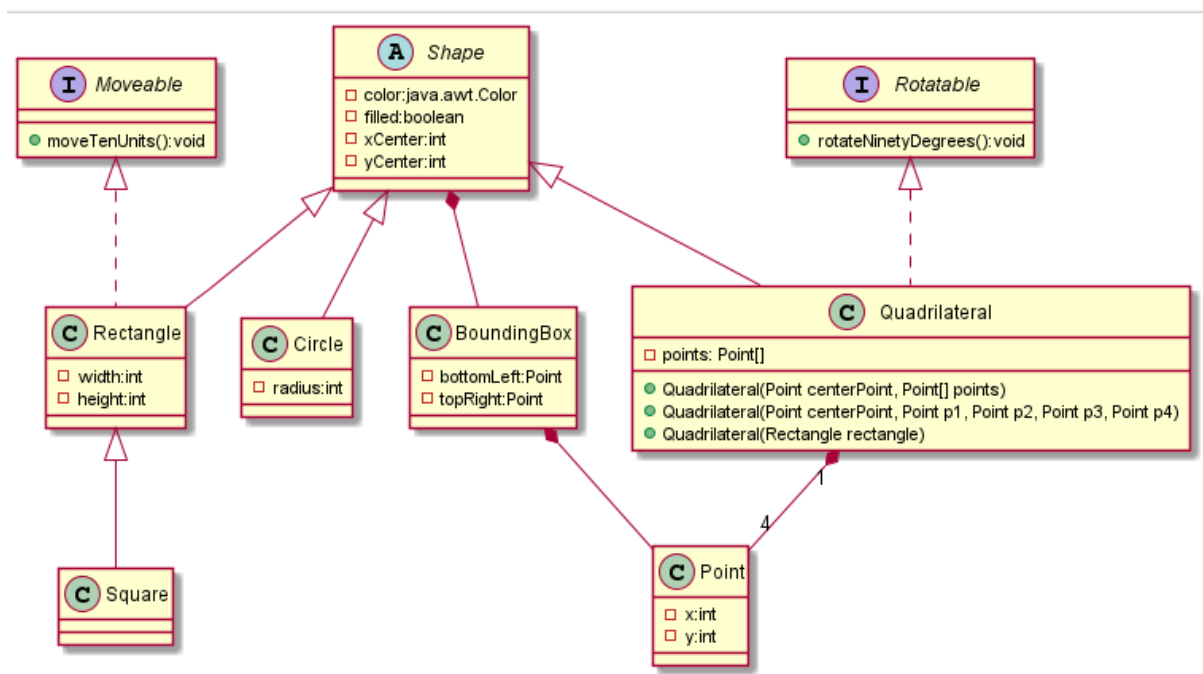 I Moveable
moveTenUnits():void
A Shape
color:java.awt.Color
filled:boolean
xCenter:int
yCenter:int
I Rotatable
rotateNinetyDegrees():void
C Rectangle
width:int
height:int
C Circle
radius:int
C BoundingBox
bottomLeft:Point
topRight:Point
C Quadrilateral
points: Point[]
Quadrilateral(Point centerPoint, Point[] points)
Quadrilateral(Point centerPoint, Point p1, Point p2, Point p3, Point p4)
Quadrilateral(Rectangle rectangle)
1
4
C Square
C Point
x:int
y:int